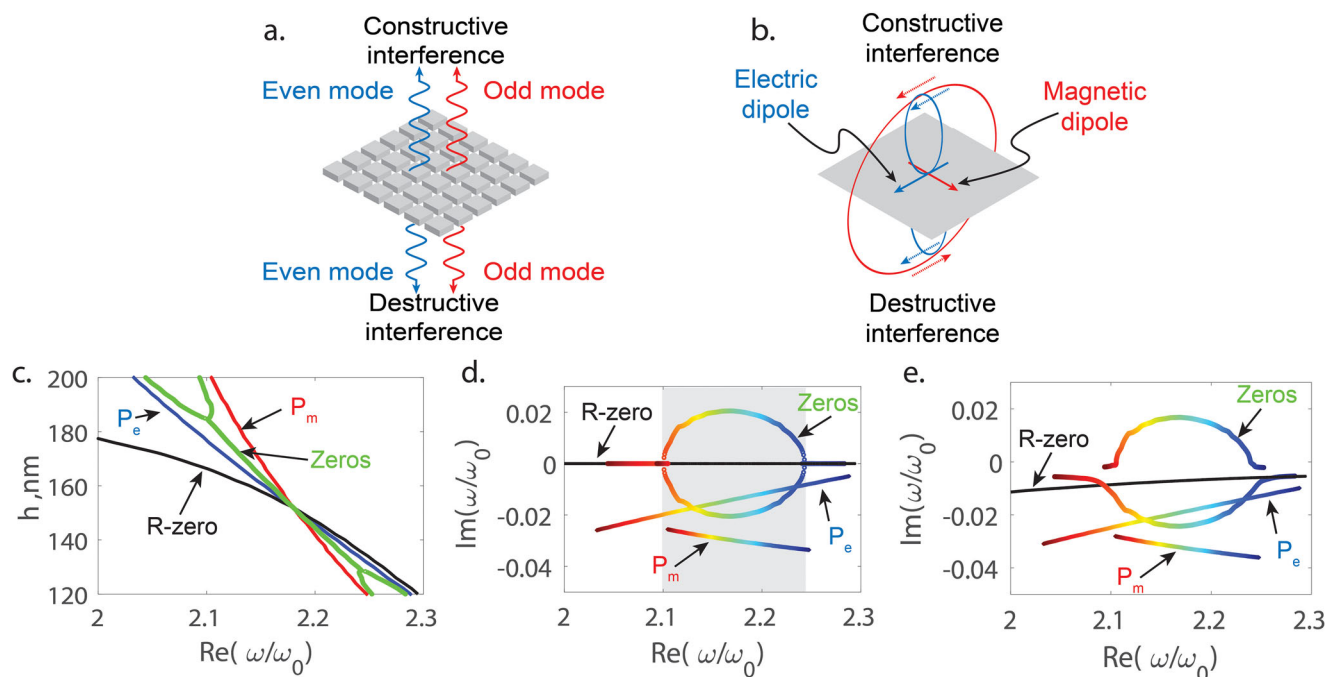 a.
Constructive
interference
Even mode
Odd mode
Even mode
Odd mode
Destructive
interference
b.
Constructive
interference
Electric
dipole
Magnetic
dipole
Destructive
interference
c.
200
180
160
140
120
h ,nm
2
2.1
2.2
2.3
Re( ω/ω0)
Pe
Pm
Zeros
R-zero
d.
0.02
0
-0.02
-0.04
Im(ω/ω0)
2
2.1
2.2
2.3
Re( ω/ω0)
R-zero
Zeros
Pm
Pe
e.
0.02
0
-0.02
-0.04
Im(ω/ω0)
2
2.1
2.2
2.3
Re( ω/ω0)
R-zero
Zeros
Pm
Pe